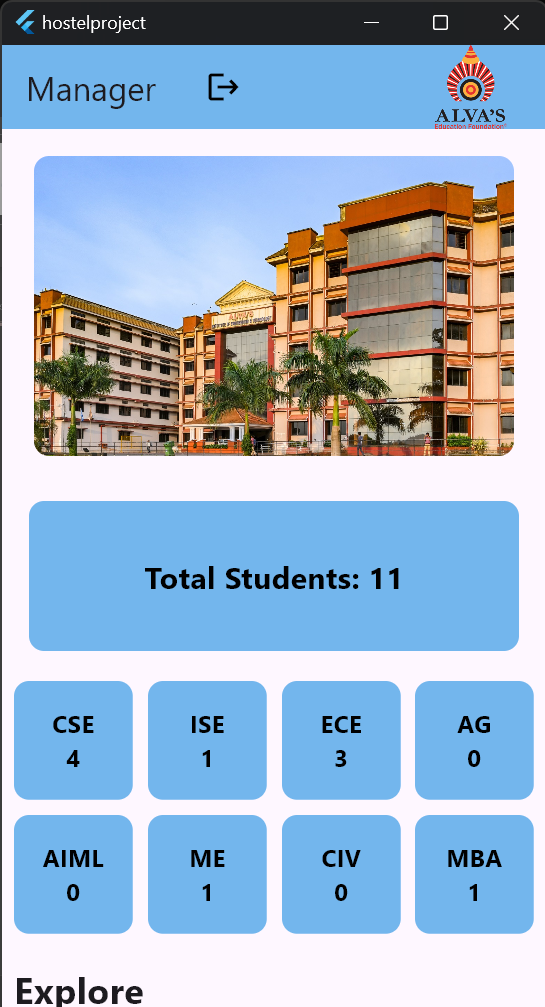 hostelproject
Manager
ALVA'S
Education Foundation
ALVA'S
Total Students: 11
CSE
4
ISE
1
ECE
3
AG
0
AIML
0
ME
1
CIV
0
MBA
1
Explore